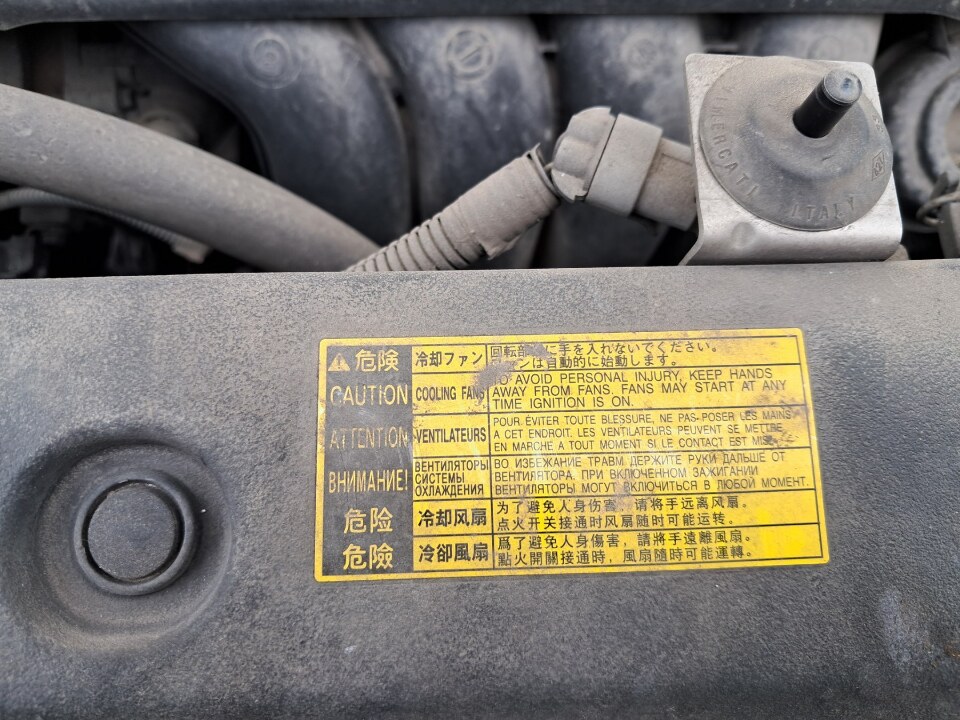 VIMERCATI ITALY
危険 冷却ファン 回転部 に手を入れないでください。
ンは自動的に始動します。
CAUTION COOLING FANS TO AVOID PERSONAL INJURY, KEEP HANDS
AWAY FROM FANS. FANS MAY START AT ANY
TIME IGNITION IS ON.
ATTENTION VENTILATEURS POUR ÉVITER TOUTE BLESSURE, NE PAS POSER LES MAINS
A CET ENDROIT. LES VENTILATEURS PEUVENT SE METTRE
EN MARCHE A TOUT MOMENT SI LE CONTACT EST MIS.
ВНИМАНИЕ! ВЕНТИЛЯТОРЫ СИСТЕМЫ ОХЛАЖДЕНИЯ ВО ИЗБЕЖАНИЕ ТРАВМ ДЕРЖИТЕ РУКИ ДАЛЬШЕ ОТ
ВЕНТИЛЯТОРА. ПРИ ВКЛЮЧЕННОМ ЗАЖИГАНИИ
ВЕНТИЛЯТОРЫ МОГУТ ВКЛЮЧИТЬСЯ В ЛЮБОЙ МОМЕНТ.
危险 冷却风扇 为了避免人身伤害，请将手远离风扇。
点火开关接通时风扇随时可能运转。
危險 冷卻風扇 爲了避免人身傷害，請將手遠離風扇。
點火開關接通時，風扇隨時可能運轉。